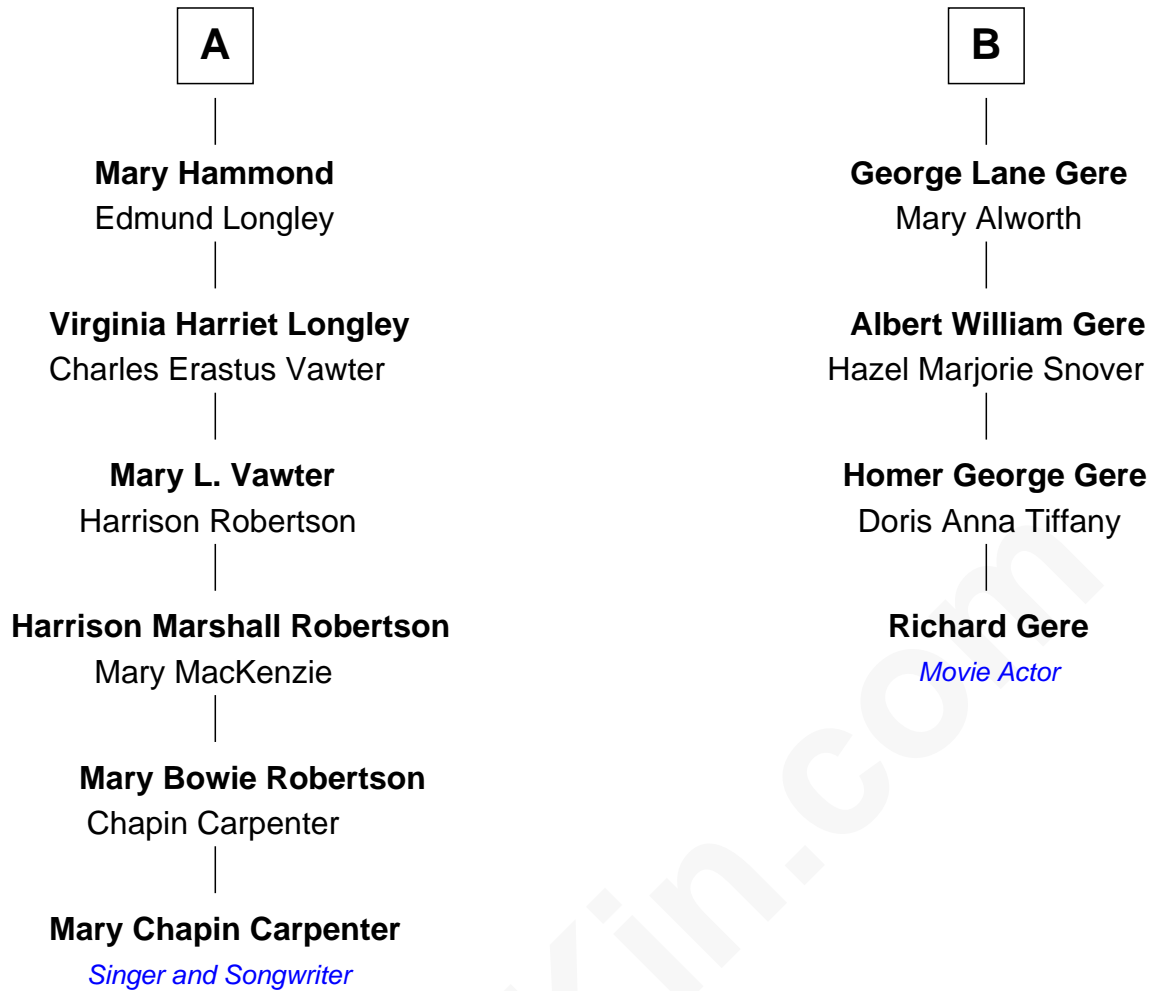 A
Mary Hammond
Edmund Longley
Virginia Harriet Longley
Charles Erastus Vawter
Mary L. Vawter
Harrison Robertson
Harrison Marshall Robertson
Mary MacKenzie
Mary Bowie Robertson
Chapin Carpenter
Mary Chapin Carpenter
Singer and Songwriter
B
George Lane Gere
Mary Alworth
Albert William Gere
Hazel Marjorie Snover
Homer George Gere
Doris Anna Tiffany
Richard Gere
Movie Actor
Kin.com